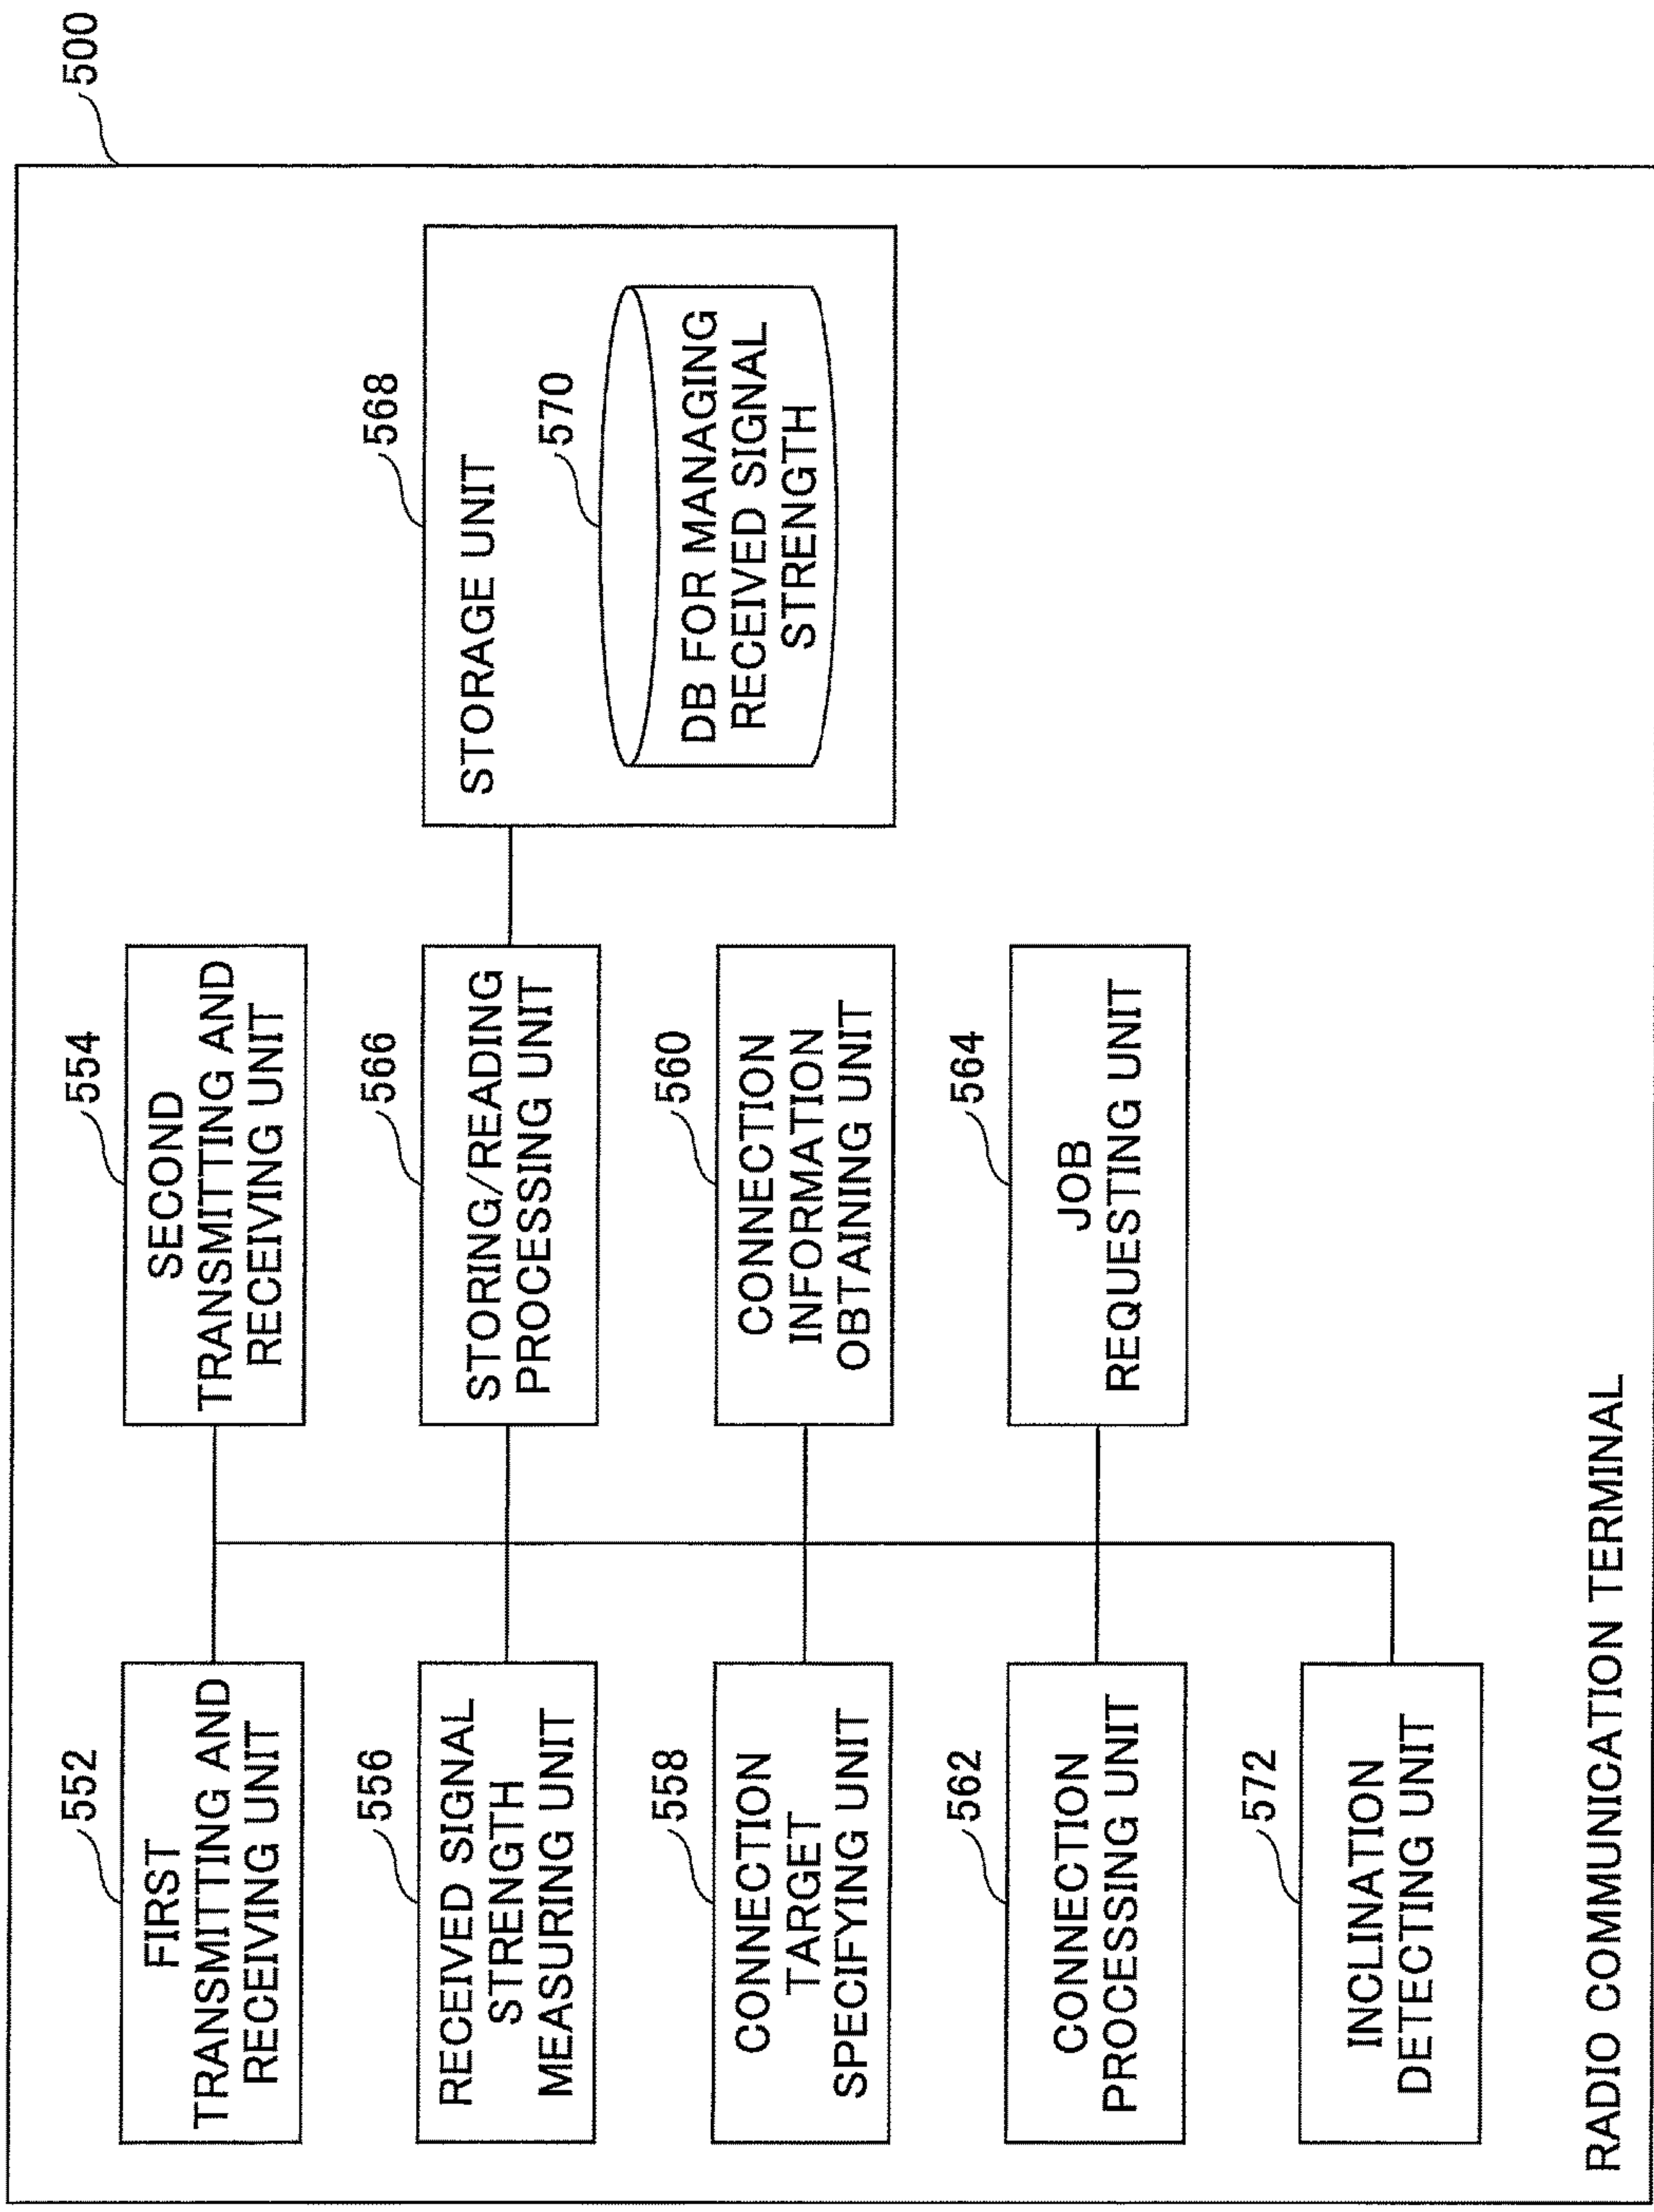 500
552
FIRST
TRANSMITTING AND
RECEIVING UNIT
554
SECOND
TRANSMITTING AND
RECEIVING UNIT
556
RECEIVED SIGNAL
STRENGTH
MEASURING UNIT
566
STORING/READING
PROCESSING UNIT
568
STORAGE UNIT
570
DB FOR MANAGING
RECEIVED SIGNAL
STRENGTH
558
CONNECTION
TARGET
SPECIFYING UNIT
560
CONNECTION
INFORMATION
OBTAINING UNIT
562
CONNECTION
PROCESSING UNIT
564
JOB
REQUESTING UNIT
572
INCLINATION
DETECTING UNIT
RADIO COMMUNICATION TERMINAL